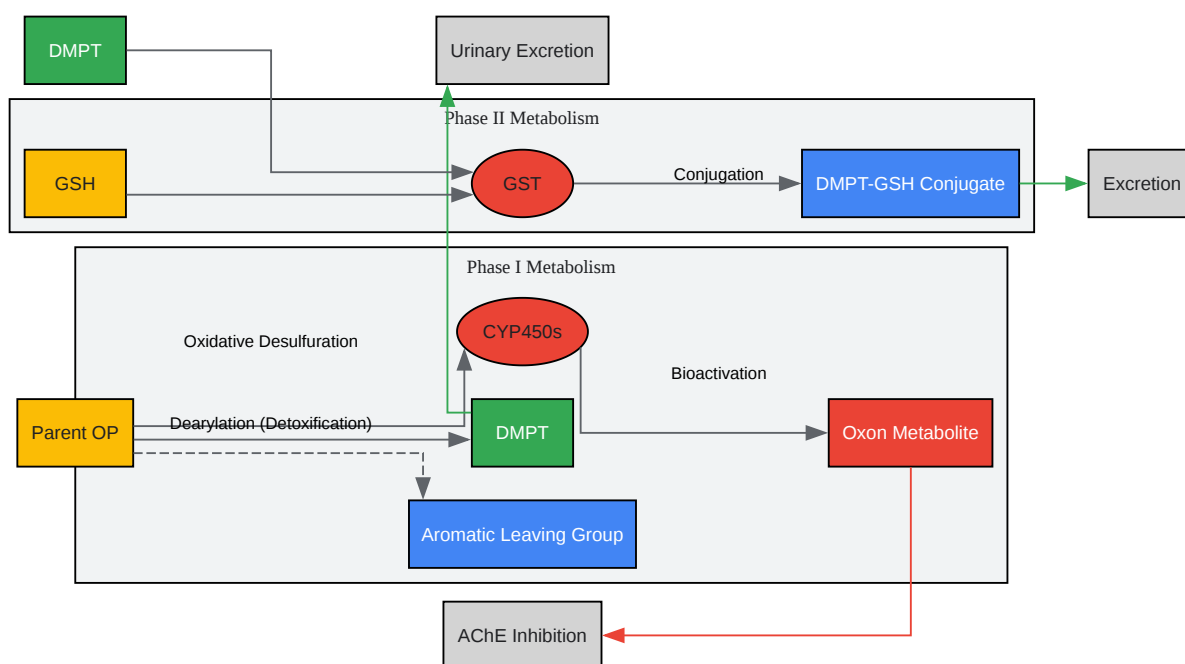 DMPT
Urinary Excretion
Phase II Metabolism
GSH
GST
Conjugation
DMPT-GSH Conjugate
Excretion
Phase I Metabolism
CYP450s
Oxidative Desulfuration
Bioactivation
Parent OP
Dearylation (Detoxification)
DMPT
Oxon Metabolite
Aromatic Leaving Group
AChE Inhibition